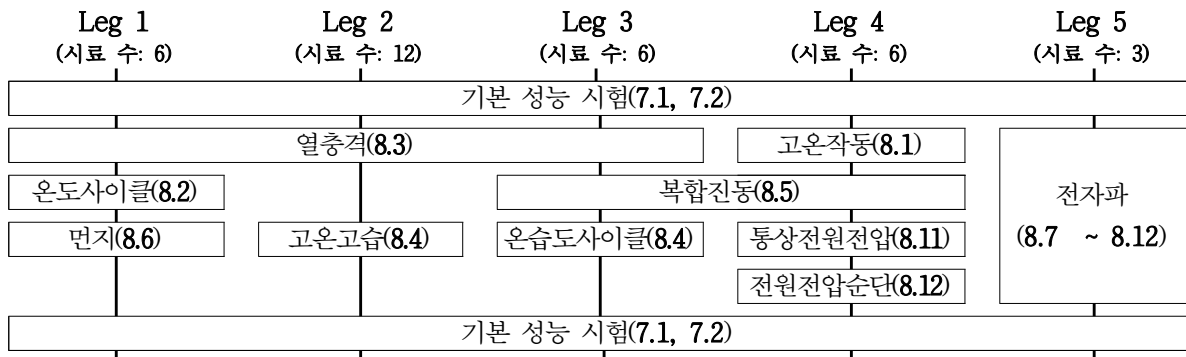 Leg 1 Leg 2 Leg 3 Leg 4 Leg 5
(시료 수: 6) (시료 수: 12) (시료 수: 6) (시료 수: 6) (시료 수: 3)
기본 성능 시험(7.1, 7.2)
열충격(8.3) 고온작동(8.1)
온도사이클(8.2) 복합진동(8.5) 전자파
먼지(8.6) 고온고습(8.4) 온습도사이클(8.4) 통상전원전압(8.11) (8.7 ~ 8.12)
전원전압순단(8.12)
기본 성능 시험(7.1, 7.2)